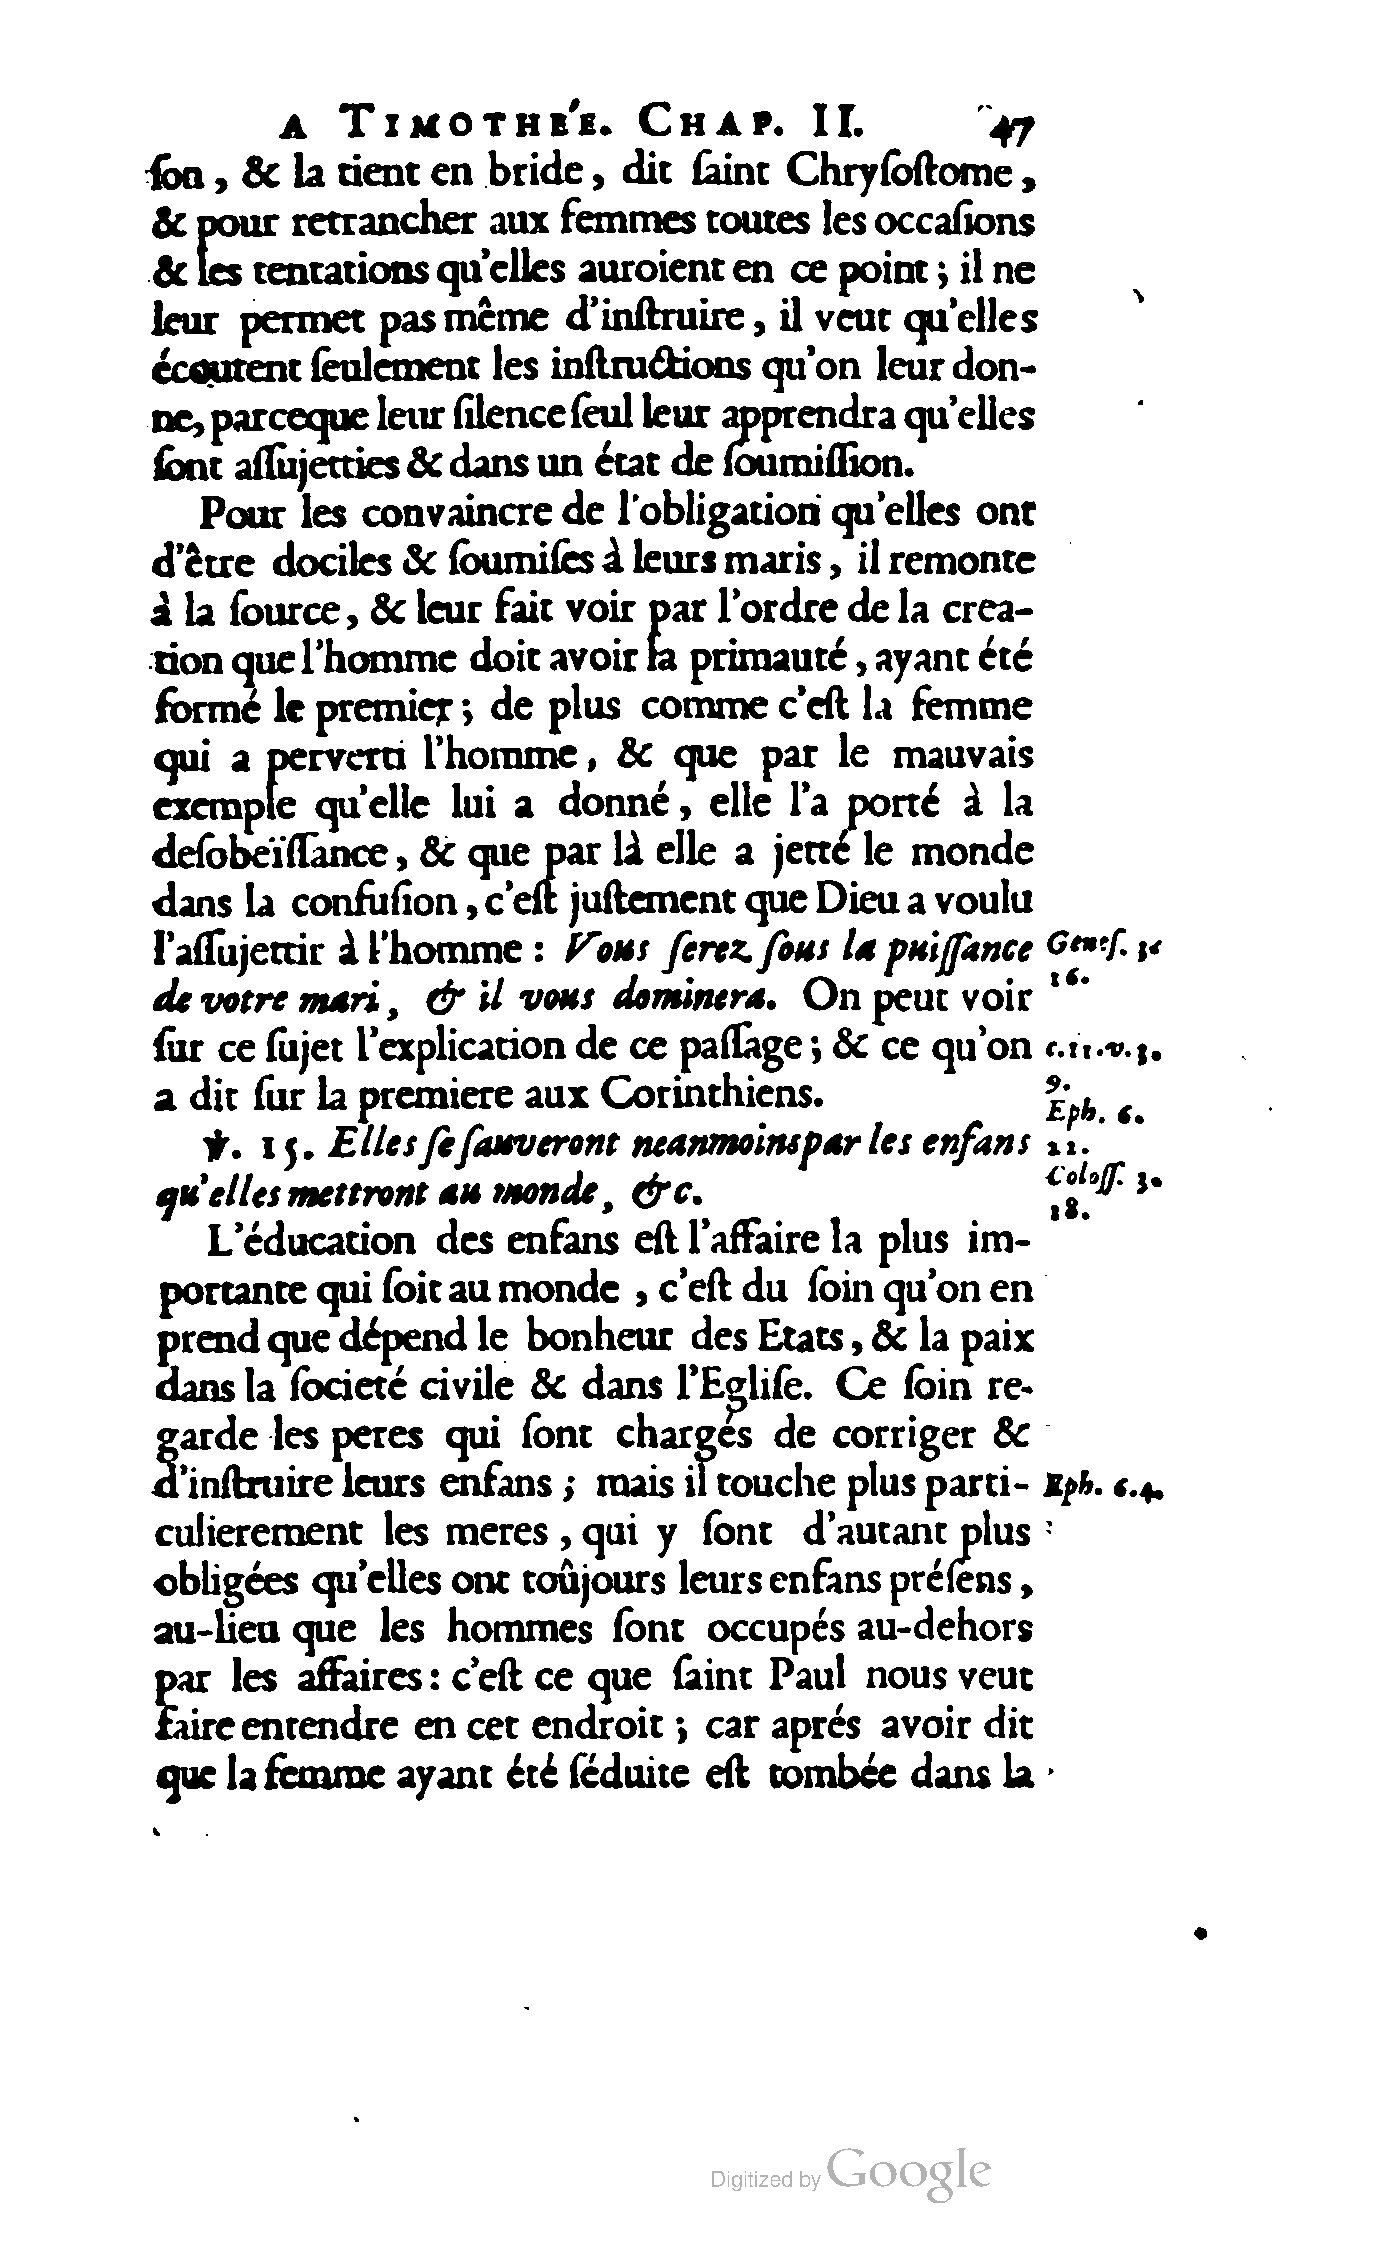 A TIMOTHÉE. CHAP. II. 47
ſon, & la tient en bride, dit ſaint Chryſoſtome,
& pour retrancher aux femmes toutes les occaſions
& les tentations qu'elles auroient en ce point; il ne
leur permet pas même d'inſtruire, il veut qu'elles
écoutent ſeulement les inſtructions qu'on leur don-
ne, parceque leur ſilence ſeul leur apprendra qu'elles
ſont aſſujetties & dans un état de ſoumiſſion.
Pour les convaincre de l'obligation qu'elles ont
d'être dociles & ſoumiſes à leurs maris, il remonte
à la ſource, & leur fait voir par l'ordre de la crea-
tion que l'homme doit avoir la primauté, ayant été
formé le premier; de plus comme c'eſt la femme
qui a perverti l'homme, & que par le mauvais
exemple qu'elle lui a donné, elle l'a porté à la
deſobeïſſance, & que par là elle a jetté le monde
dans la confuſion, c'eſt juſtement que Dieu a voulu
l'aſſujettir à l'homme: Vous ſerez ſous la puiſſance
de votre mari, & il vous dominera. On peut voir
ſur ce ſujet l'explication de ce paſſage; & ce qu'on
a dit ſur la premiere aux Corinthiens.
℣. 15. Elles ſe ſauveront neanmoins par les enfans
qu'elles mettront au monde, &c.
L'éducation des enfans eſt l'affaire la plus im-
portante qui ſoit au monde, c'eſt du ſoin qu'on en
prend que dépend le bonheur des Etats, & la paix
dans la ſocieté civile & dans l'Egliſe. Ce ſoin re-
garde les peres qui ſont chargés de corriger &
d'inſtruire leurs enfans; mais il touche plus parti-
culierement les meres, qui y ſont d'autant plus
obligées qu'elles ont toûjours leurs enfans préſens,
au-lieu que les hommes ſont occupés au-dehors
par les affaires: c'eſt ce que ſaint Paul nous veut
faire entendre en cet endroit; car aprés avoir dit
que la femme ayant été ſéduite eſt tombée dans la
Geneſ. 3.
16.
c.11.v.3.
9.
Eph. 6.
22.
Coloſſ. 3.
18.
Eph. 6.4.
Digitized by Google